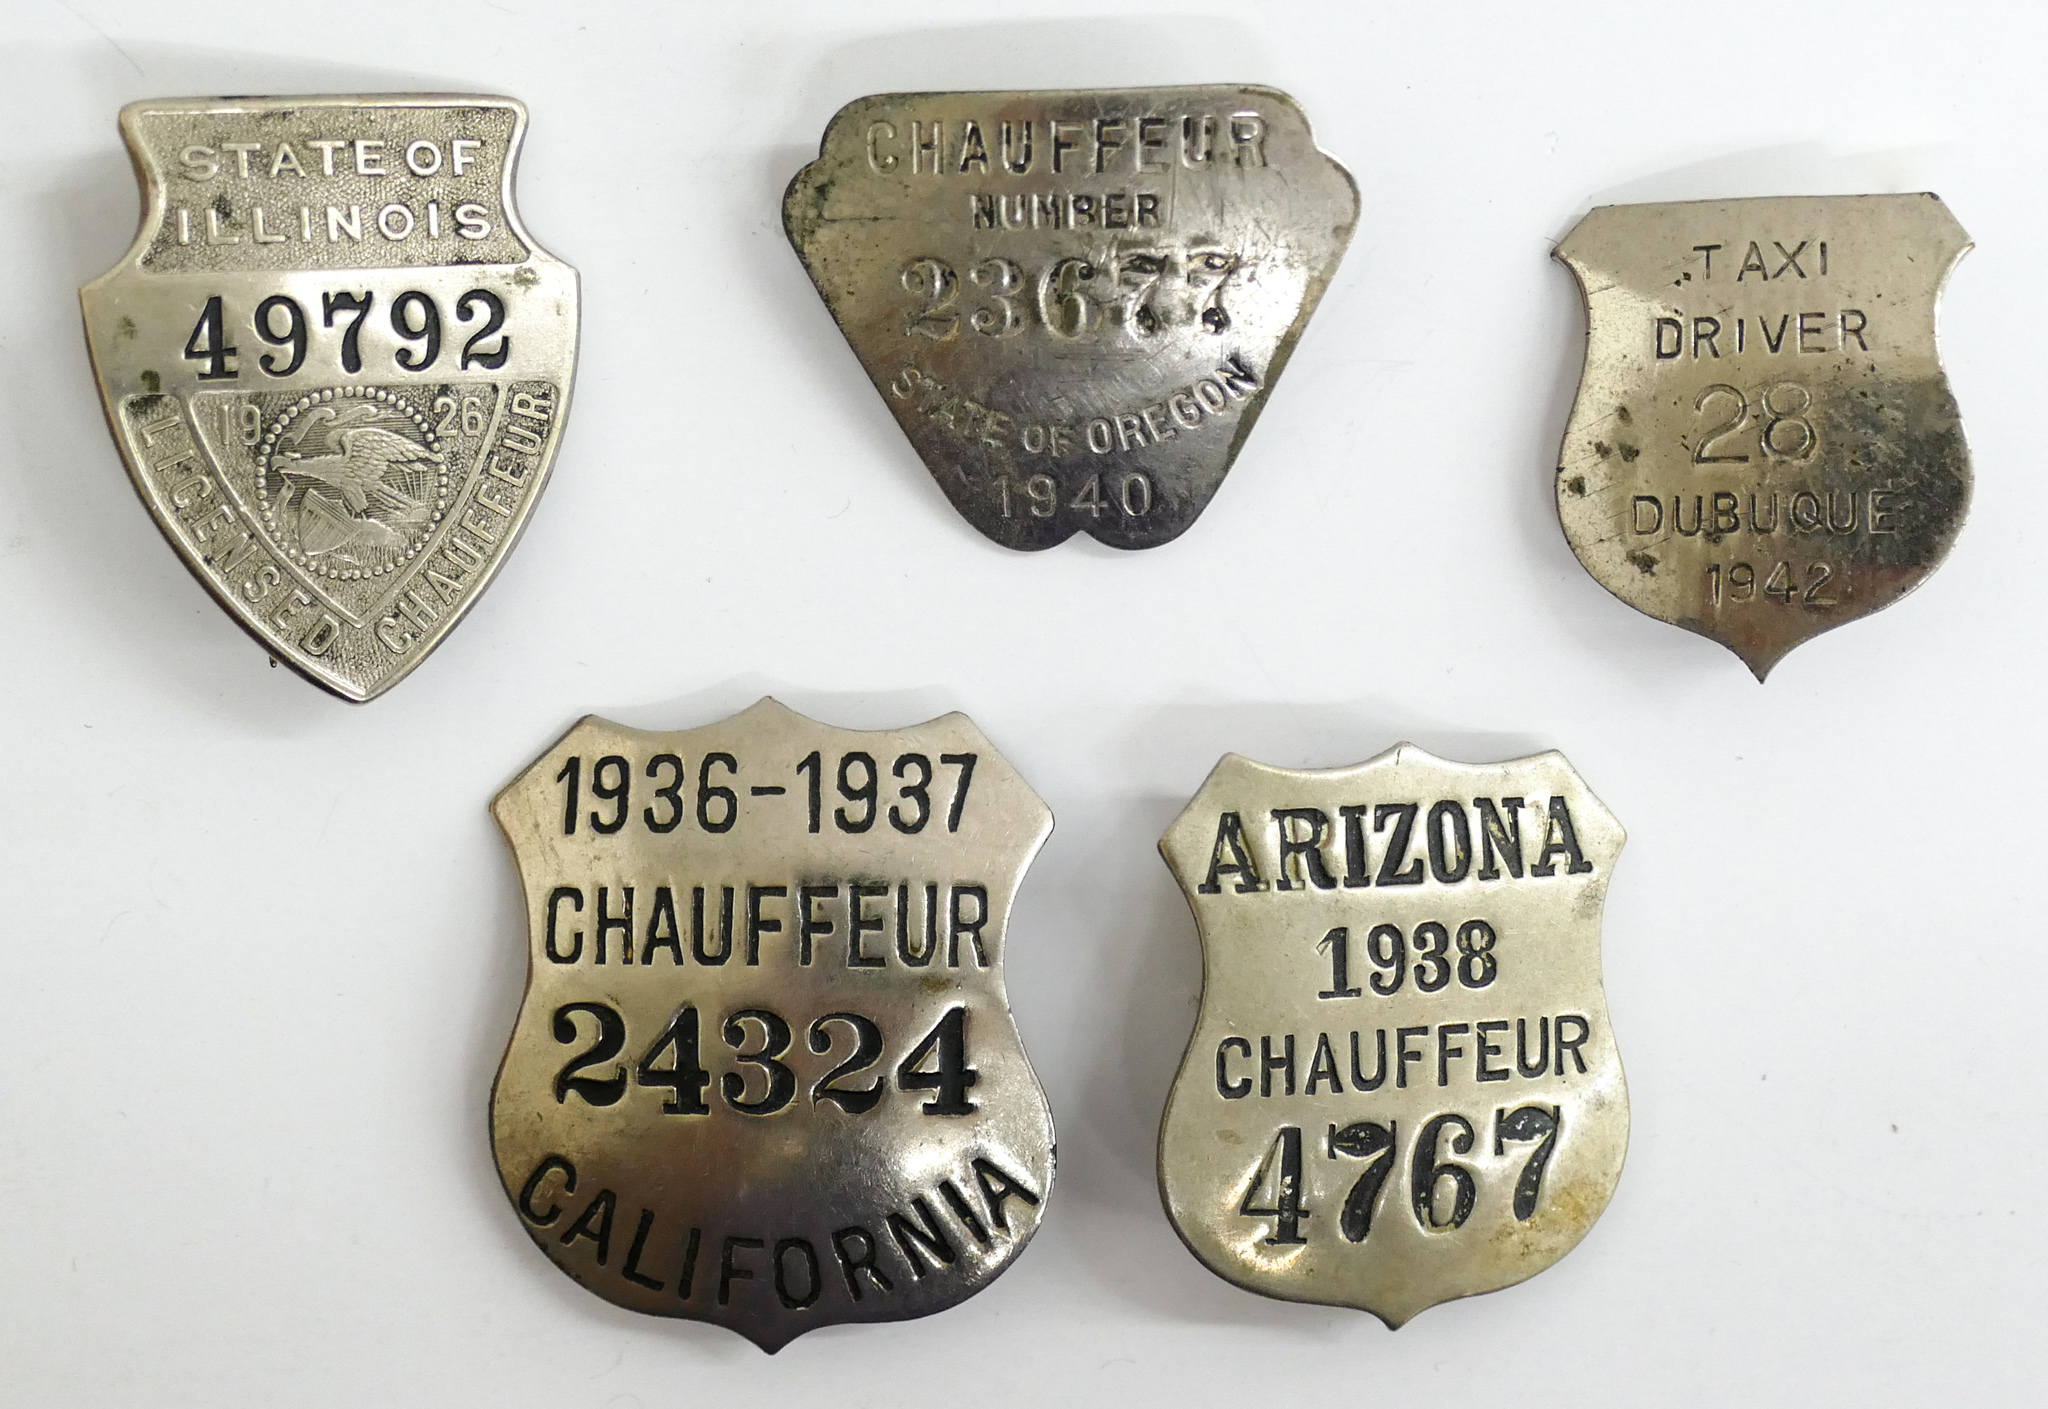 STATE OF
ILLINOIS
49792
19 26
LICENSED CHAUFFEUR
CHAUFFEUR
NUMBER
23677
STATE OF OREGON
1940
TAXI
DRIVER
28
DUBUQUE
1942
1936-1937
CHAUFFEUR
24324
CALIFORNIA
ARIZONA
1938
CHAUFFEUR
4767